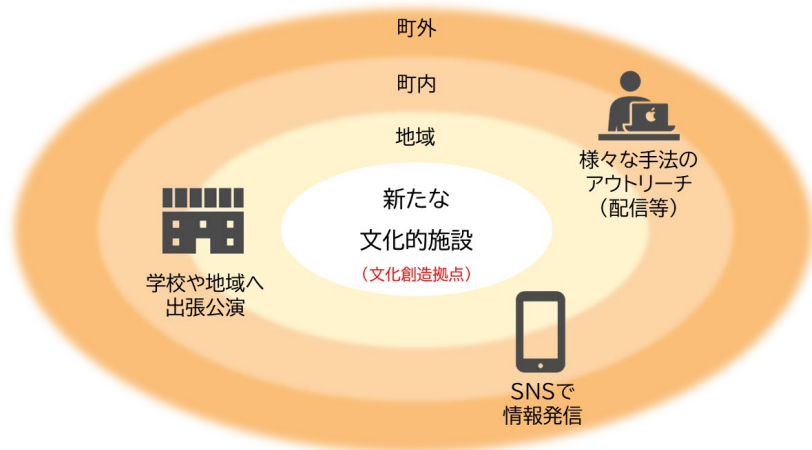 町外
町内
地域
新たな
文化的施設
（文化創造拠点）
様々な手法の
アウトリーチ
（配信等）
学校や地域へ
出張公演
SNSで
情報発信